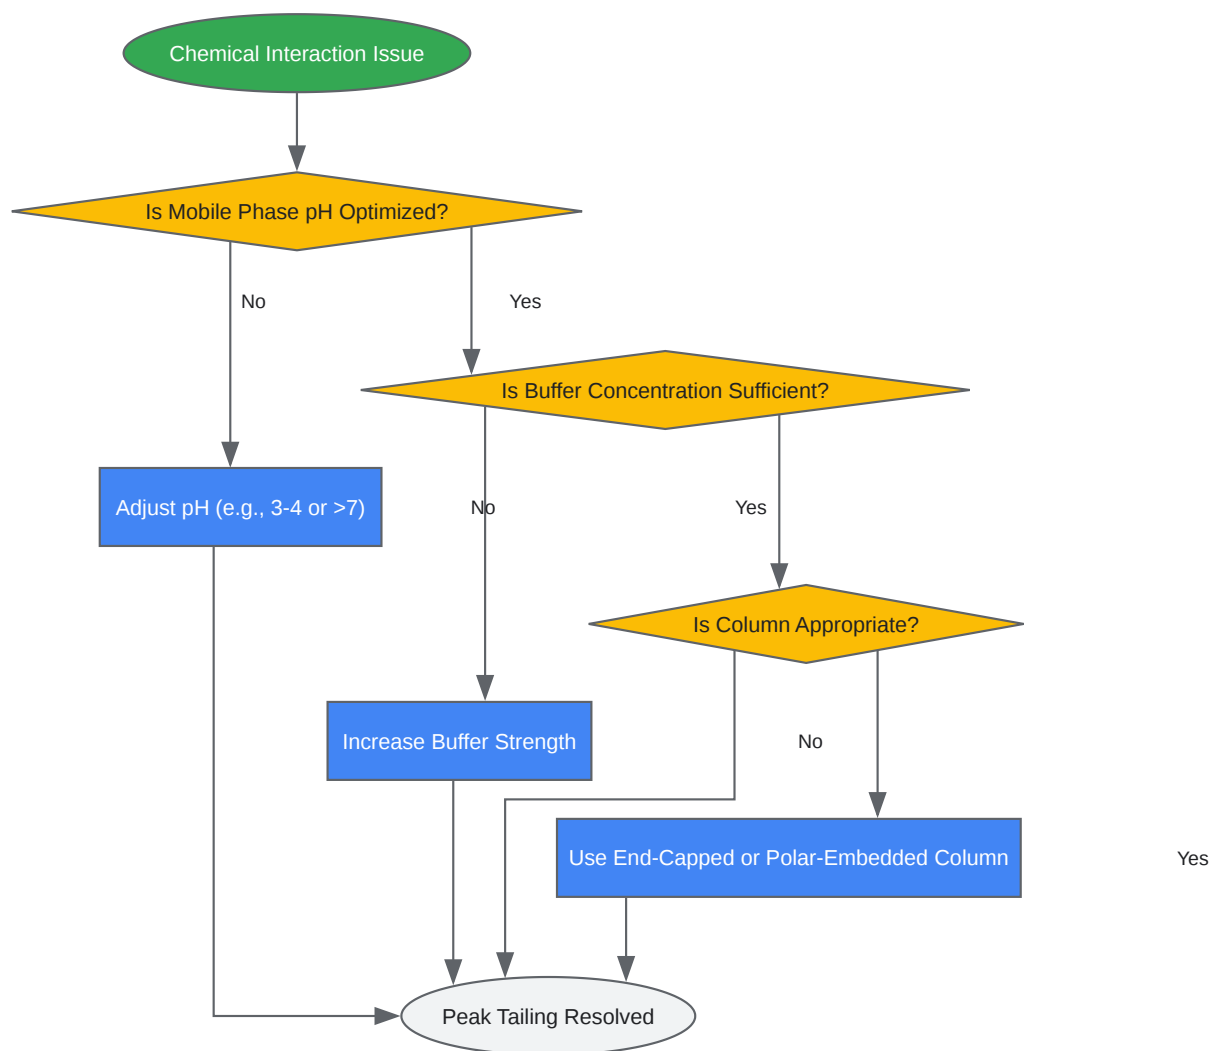 Chemical Interaction Issue
Is Mobile Phase pH Optimized?
No
Yes
Is Buffer Concentration Sufficient?
Adjust pH (e.g., 3-4 or >7)
No
Yes
Is Column Appropriate?
Increase Buffer Strength
No
Use End-Capped or Polar-Embedded Column
Yes
Peak Tailing Resolved